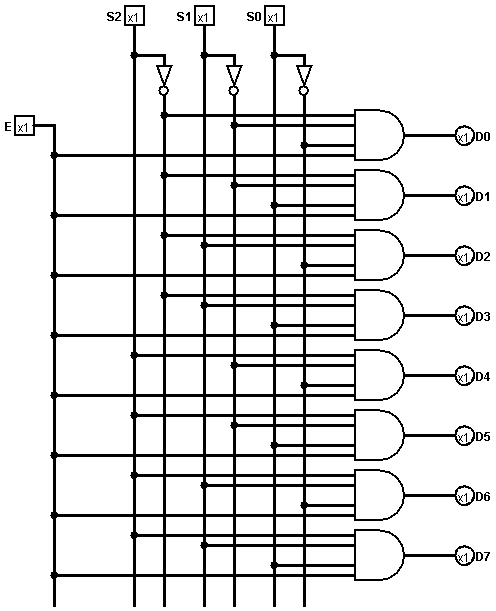 S2 x1 S1 x1 S0 x1
E x1
x1 D0
x1 D1
x1 D2
x1 D3
x1 D4
x1 D5
x1 D6
x1 D7